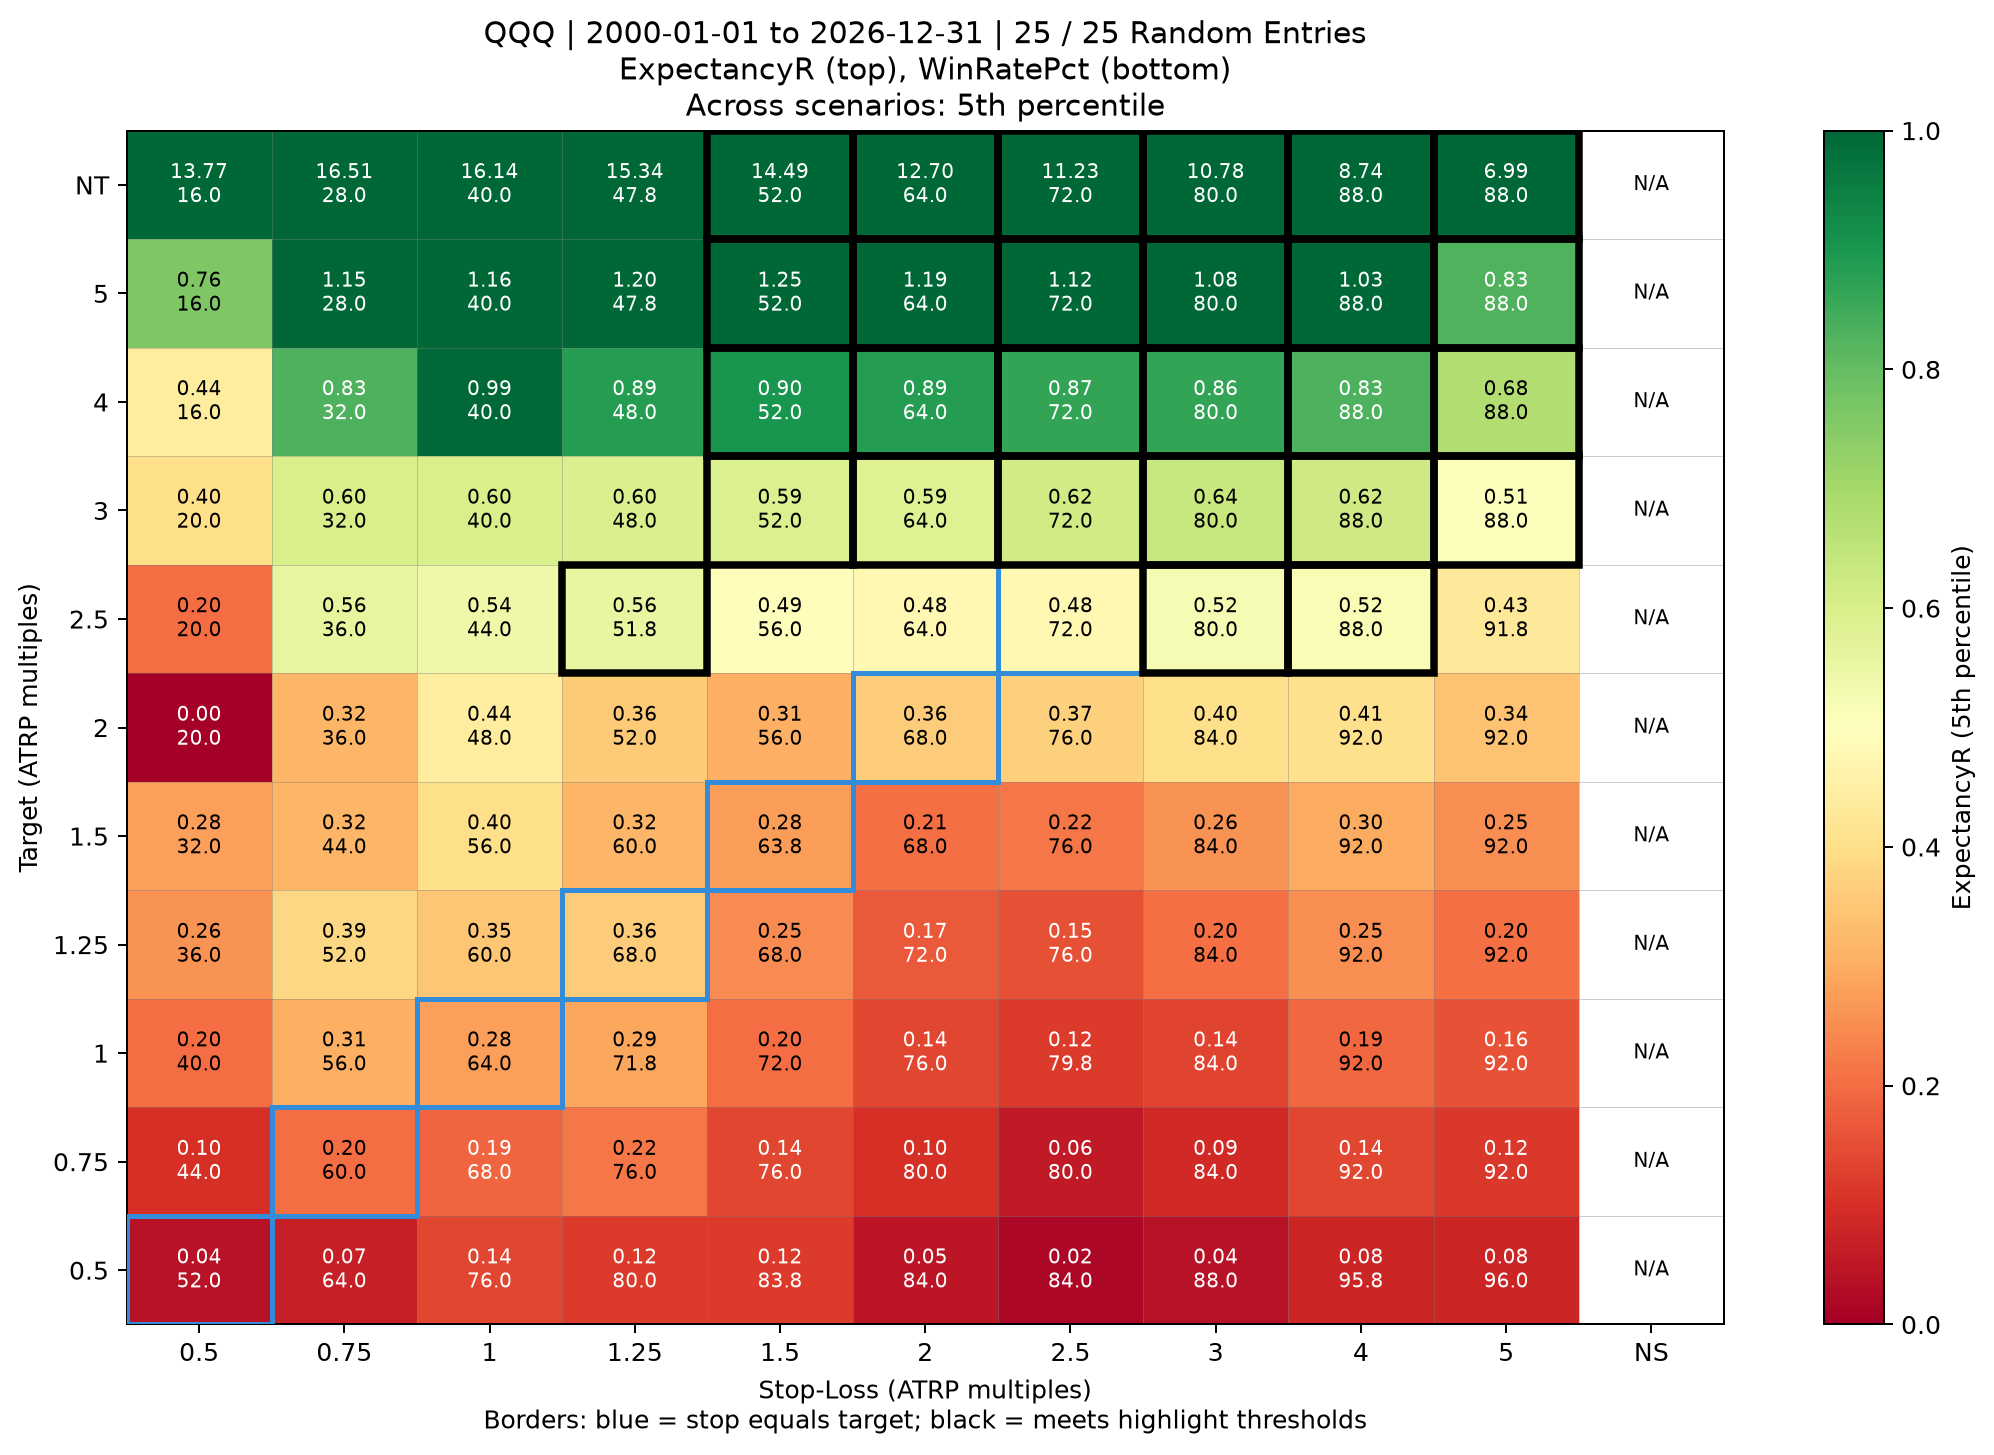 QQQ | 2000-01-01 to 2026-12-31 | 25 / 25 Random Entries
ExpectancyR (top), WinRatePct (bottom)
Across scenarios: 5th percentile
Target (ATRP multiples)
NT
13.77 16.51 16.14 15.34 14.49 12.70 11.23 10.78 8.74 6.99 N/A
16.0 28.0 40.0 47.8 52.0 64.0 72.0 80.0 88.0 88.0
5
0.76 1.15 1.16 1.20 1.25 1.19 1.12 1.08 1.03 0.83 N/A
16.0 28.0 40.0 47.8 52.0 64.0 72.0 80.0 88.0 88.0
4
0.44 0.83 0.99 0.89 0.90 0.89 0.87 0.86 0.83 0.68 N/A
16.0 32.0 40.0 48.0 52.0 64.0 72.0 80.0 88.0 88.0
3
0.40 0.60 0.60 0.60 0.59 0.59 0.62 0.64 0.62 0.51 N/A
20.0 32.0 40.0 48.0 52.0 64.0 72.0 80.0 88.0 88.0
2.5
0.20 0.56 0.54 0.56 0.49 0.48 0.48 0.52 0.52 0.43 N/A
20.0 36.0 44.0 51.8 56.0 64.0 72.0 80.0 88.0 91.8
2
0.00 0.32 0.44 0.36 0.31 0.36 0.37 0.40 0.41 0.34 N/A
20.0 36.0 48.0 52.0 56.0 68.0 76.0 84.0 92.0 92.0
1.5
0.28 0.32 0.40 0.32 0.28 0.21 0.22 0.26 0.30 0.25 N/A
32.0 44.0 56.0 60.0 63.8 68.0 76.0 84.0 92.0 92.0
1.25
0.26 0.39 0.35 0.36 0.25 0.17 0.15 0.20 0.25 0.20 N/A
36.0 52.0 60.0 68.0 68.0 72.0 76.0 84.0 92.0 92.0
1
0.20 0.31 0.28 0.29 0.20 0.14 0.12 0.14 0.19 0.16 N/A
40.0 56.0 64.0 71.8 72.0 76.0 79.8 84.0 92.0 92.0
0.75
0.10 0.20 0.19 0.22 0.14 0.10 0.06 0.09 0.14 0.12 N/A
44.0 60.0 68.0 76.0 76.0 80.0 80.0 84.0 92.0 92.0
0.5
0.04 0.07 0.14 0.12 0.12 0.05 0.02 0.04 0.08 0.08 N/A
52.0 64.0 76.0 80.0 83.8 84.0 84.0 88.0 95.8 96.0
0.5 0.75 1 1.25 1.5 2 2.5 3 4 5 NS
Stop-Loss (ATRP multiples)
Borders: blue = stop equals target; black = meets highlight thresholds
1.0
0.8
0.6
0.4
0.2
0.0
ExpectancyR (5th percentile)